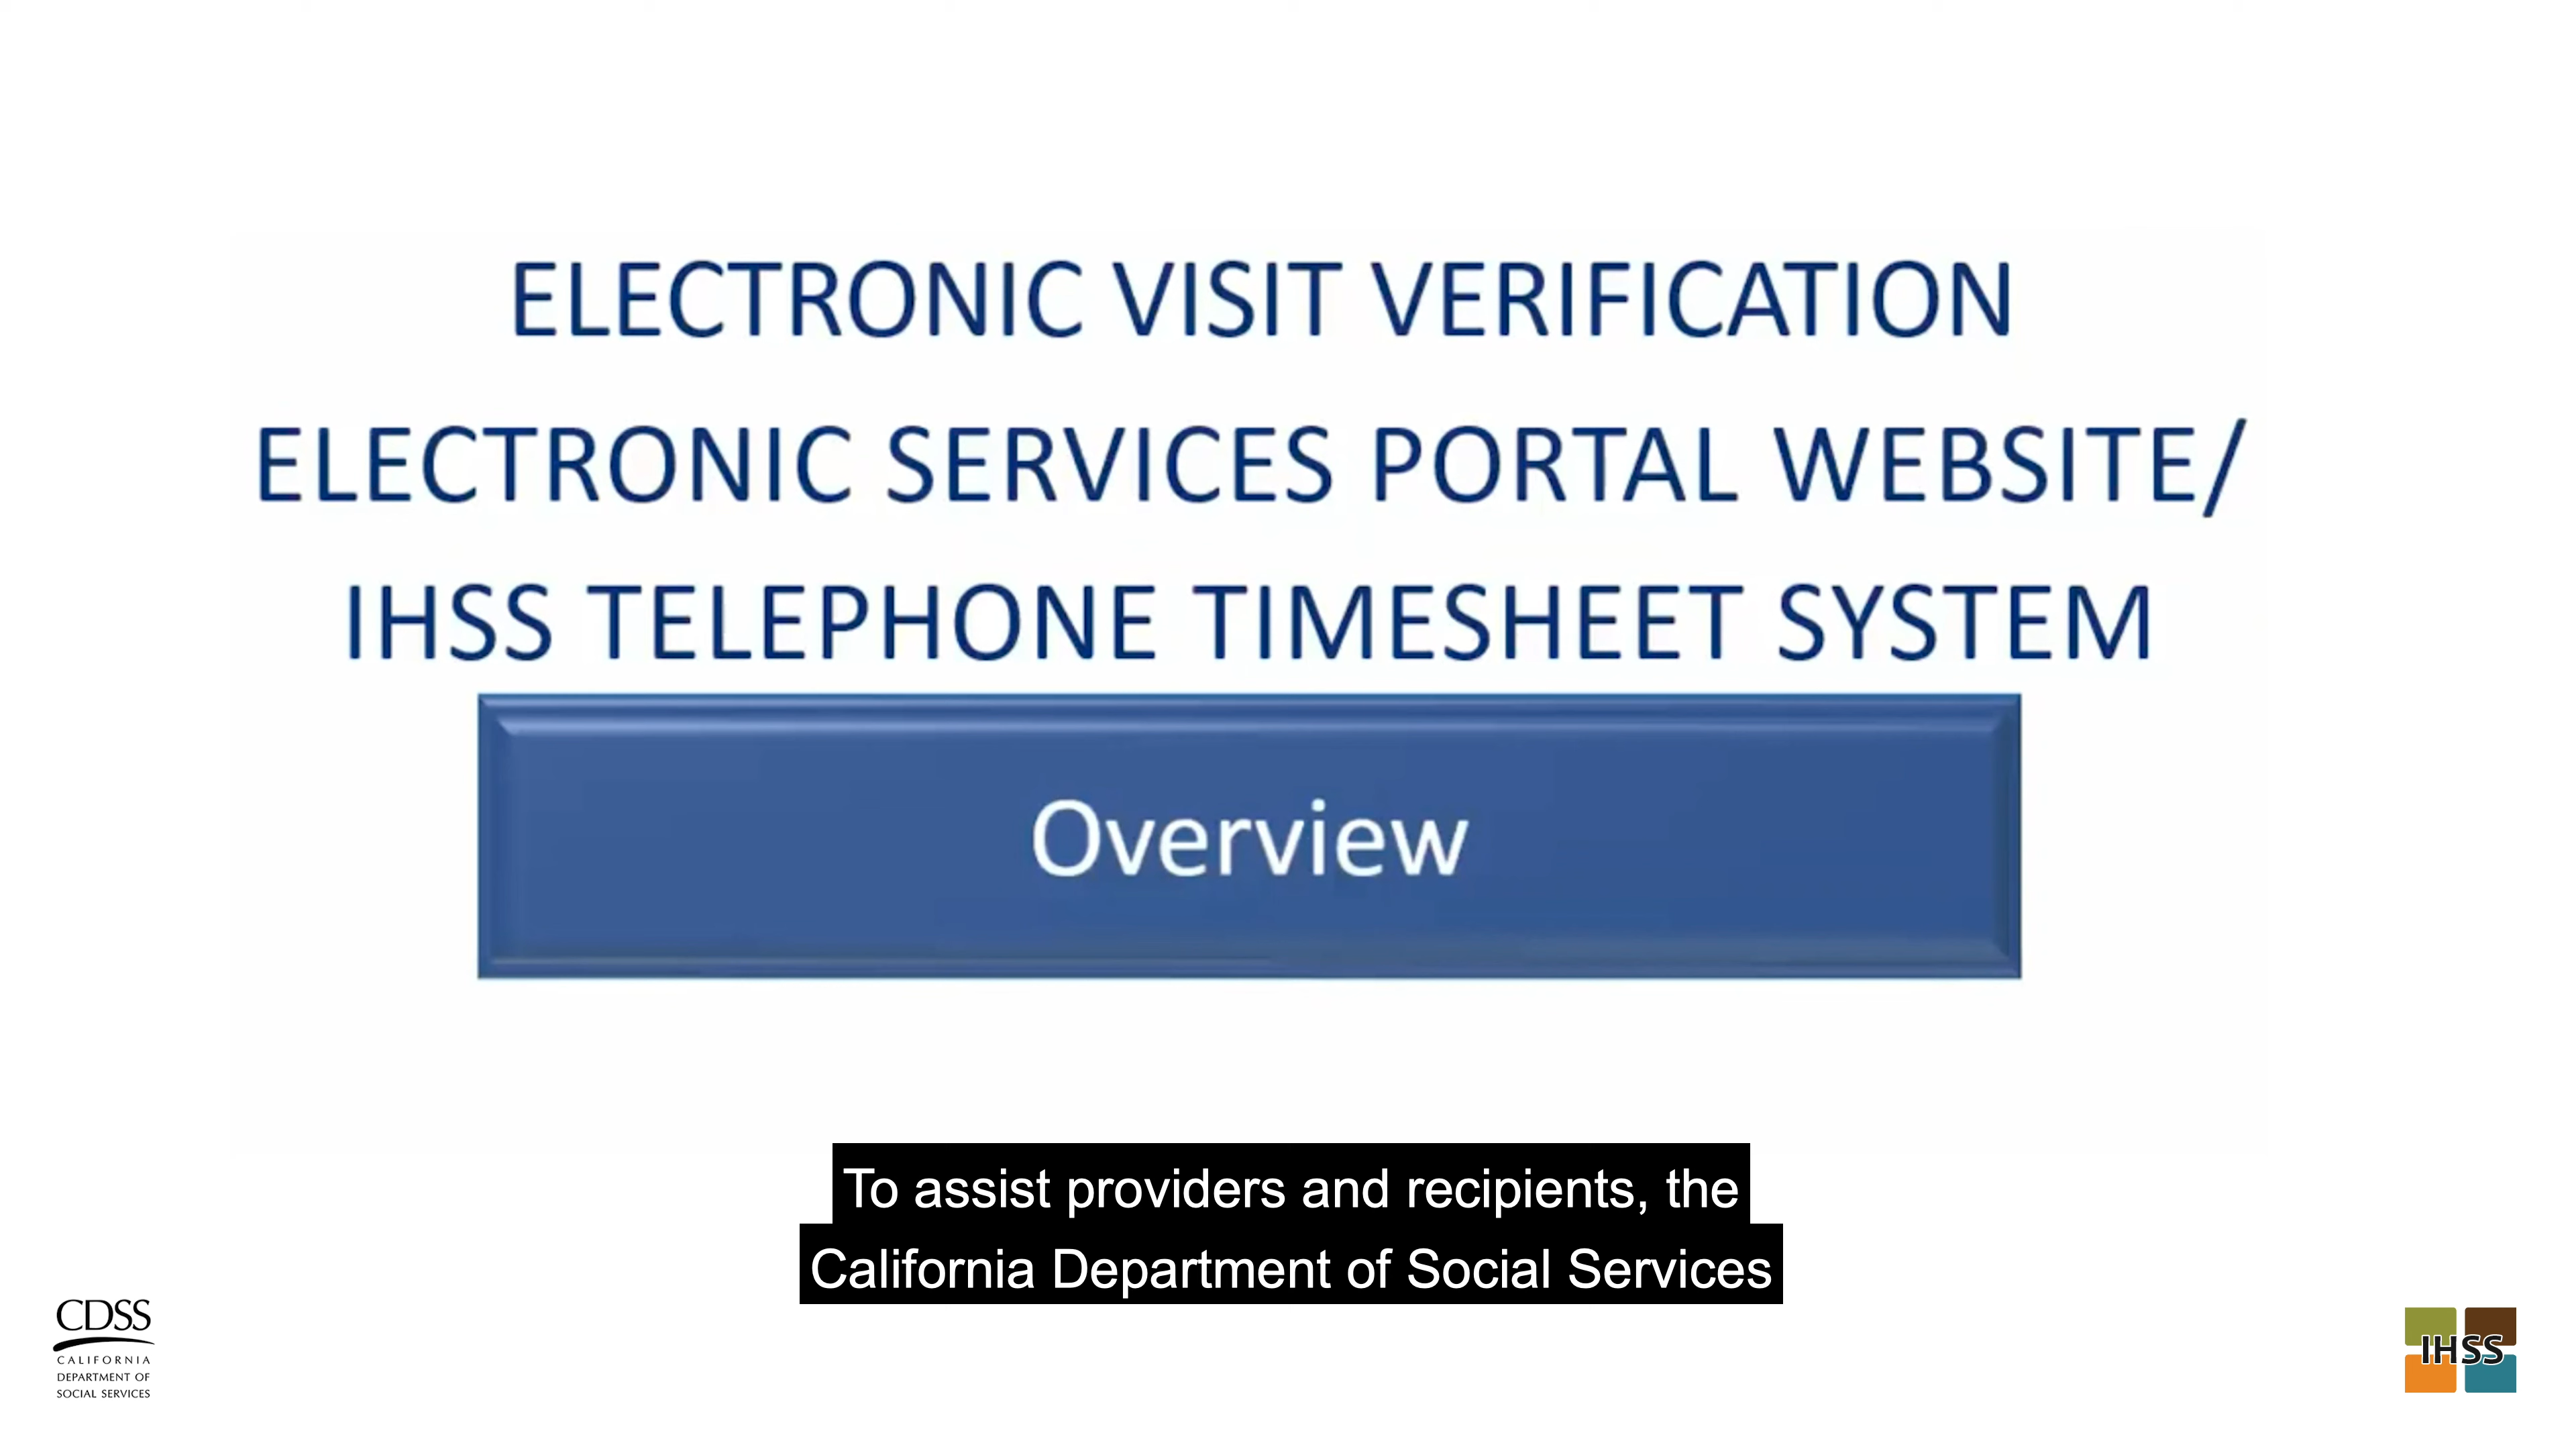 ELECTRONIC VISIT VERIFICATION
ELECTRONIC SERVICES PORTAL WEBSITE/
IHSS TELEPHONE TIMESHEET SYSTEM
Overview
To assist providers and recipients, the
California Department of Social Services
CDSS
CALIFORNIA
DEPARTMENT OF
SOCIAL SERVICES
IHSS